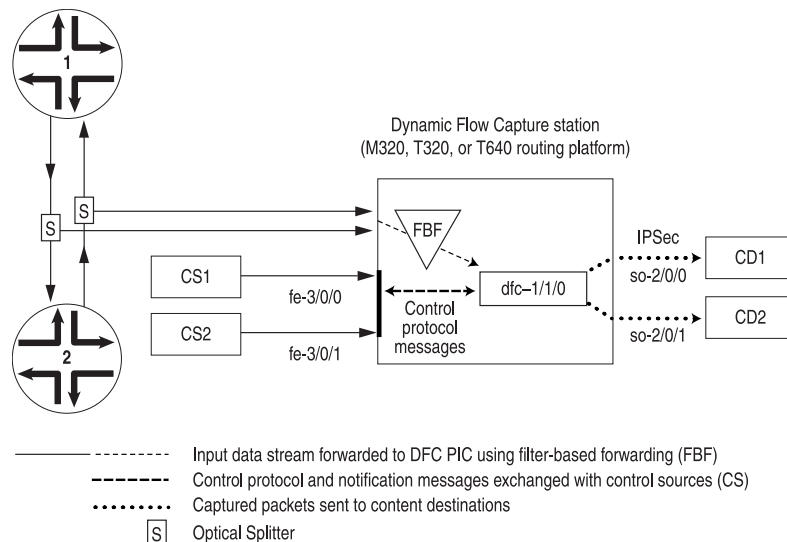 1
Dynamic Flow Capture station
(M320, T320, or T640 routing platform)
S
S
FBF
IPSec
CS1
fe-3/0/0
dfc–1/1/0
so-2/0/0
CD1
CS2
fe-3/0/1
Control
protocol
messages
so-2/0/1
CD2
2
Input data stream forwarded to DFC PIC using filter-based forwarding (FBF)
Control protocol and notification messages exchanged with control sources (CS)
Captured packets sent to content destinations
S Optical Splitter